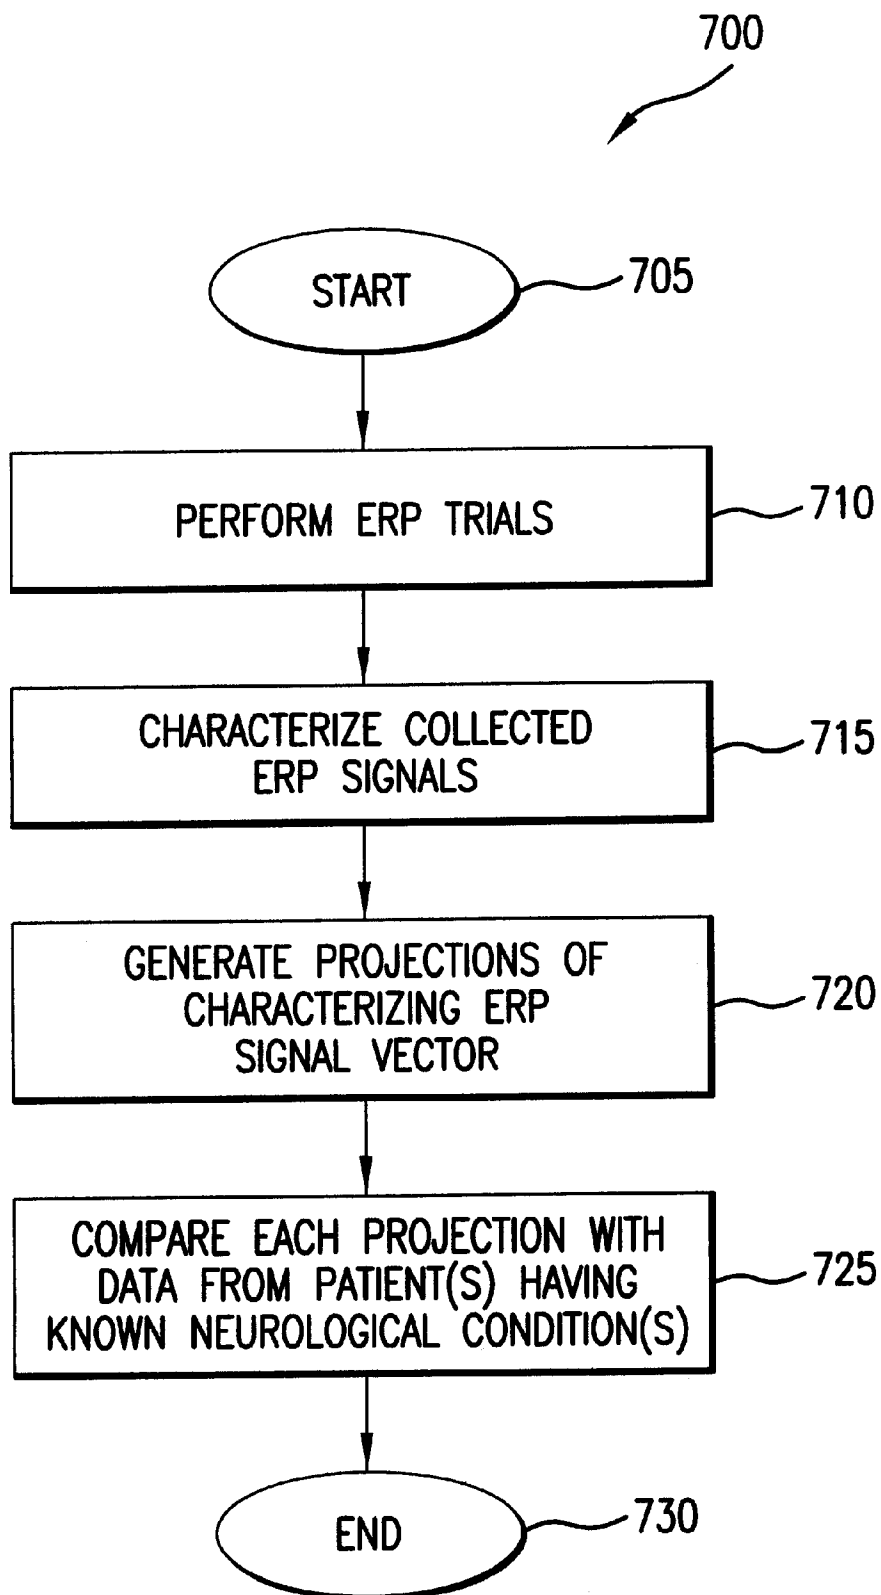 700
START
705
PERFORM ERP TRIALS
710
CHARACTERIZE COLLECTED
ERP SIGNALS
715
GENERATE PROJECTIONS OF
CHARACTERIZING ERP
SIGNAL VECTOR
720
COMPARE EACH PROJECTION WITH
DATA FROM PATIENT(S) HAVING
KNOWN NEUROLOGICAL CONDITION(S)
725
END
730